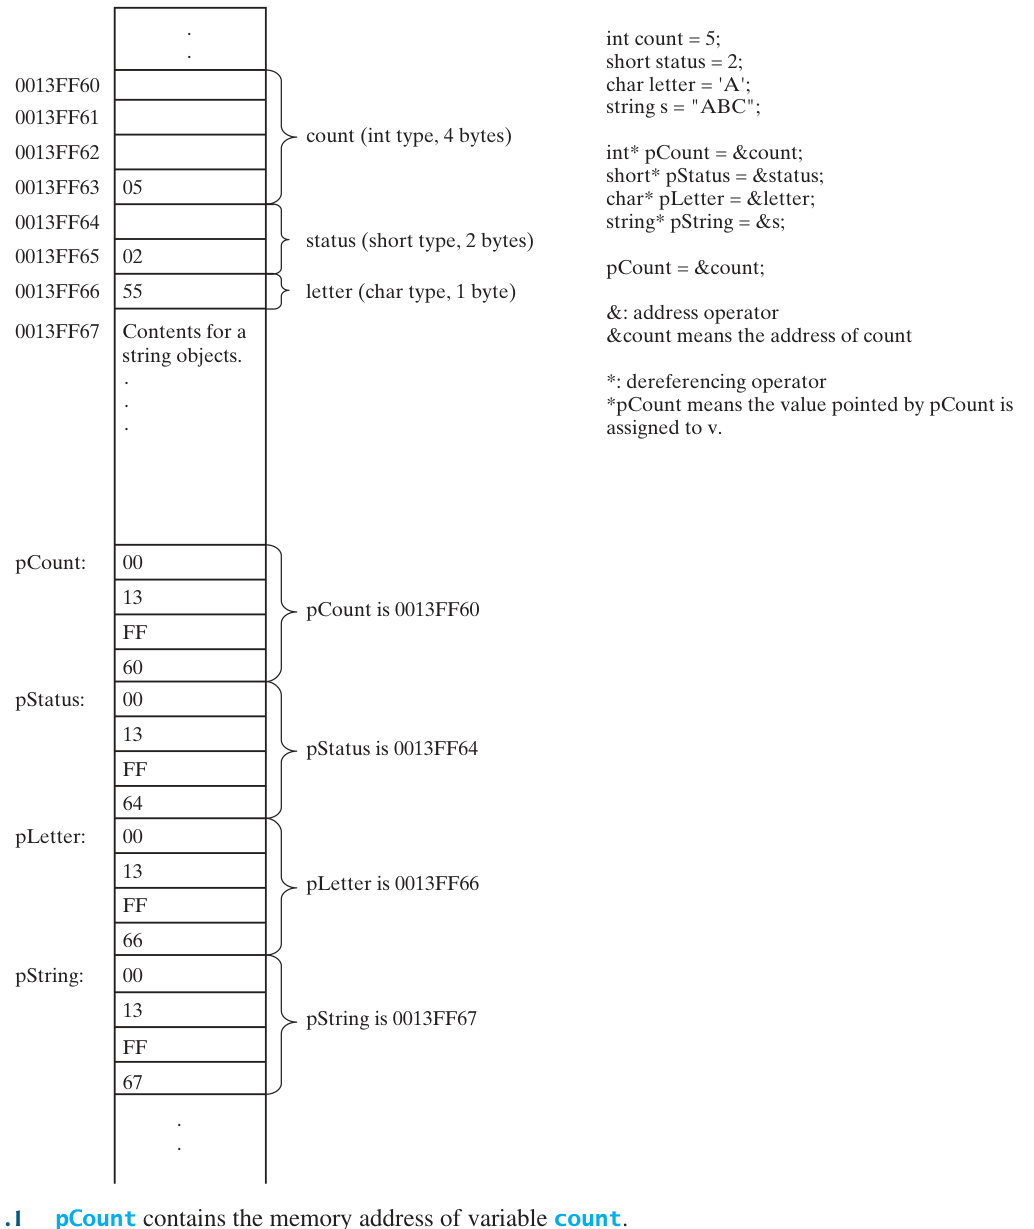 0013FF60
0013FF61
0013FF62
0013FF63 05
count (int type, 4 bytes)
0013FF64
0013FF65 02
status (short type, 2 bytes)
0013FF66 55
letter (char type, 1 byte)
0013FF67 Contents for a
string objects.
.
.
.
pCount: 00
13
FF
60
pCount is 0013FF60
pStatus: 00
13
FF
64
pStatus is 0013FF64
pLetter: 00
13
FF
66
pLetter is 0013FF66
pString: 00
13
FF
67
pString is 0013FF67
int count = 5;
short status = 2;
char letter = 'A';
string s = "ABC";
int* pCount = &count;
short* pStatus = &status;
char* pLetter = &letter;
string* pString = &s;
pCount = &count;
&: address operator
&count means the address of count
*: dereferencing operator
*pCount means the value pointed by pCount is
assigned to v.
.1 pCount contains the memory address of variable count.